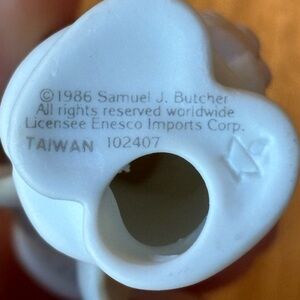 ©1986 Samuel J. Butcher
All rights reserved worldwide
Licensee Enesco Imports Corp.
TAIWAN 102407